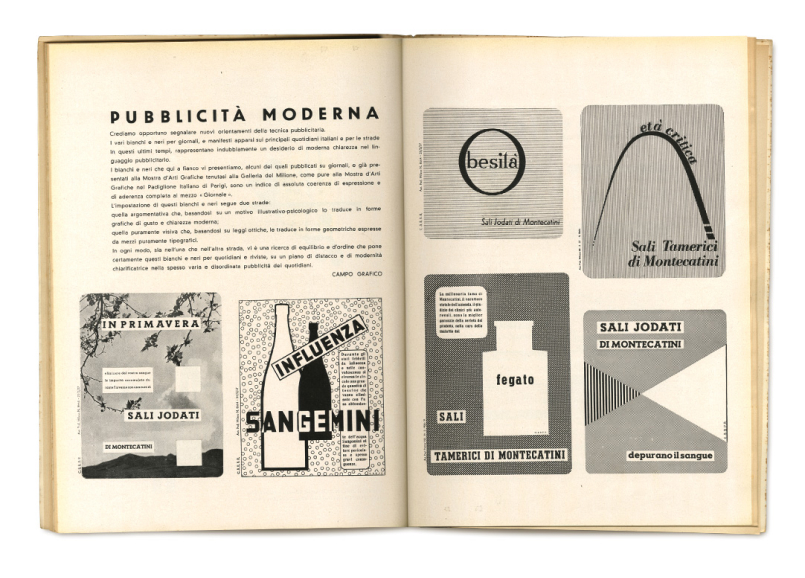 PUBBLICITÀ MODERNA
Crediamo opportuno segnalare nuovi orientamenti della tecnica pubblicitaria.
I vari bianchi e neri per giornali, e manifesti apparsi sui principali quotidiani italiani e per le strade
in questi ultimi tempi, rappresentano indubbiamente un desiderio di moderna chiarezza nel lin-
guaggio pubblicitario.
I bianchi e neri che qui a fianco vi presentiamo, alcuni dei quali pubblicati su giornali, e già pre-
sentati alla Mostra d'Arti Grafiche tenutasi alla Galleria del Milione, come pure alla Mostra d'Arti
Grafiche nel Padiglione Italiano di Parigi, sono un indice di assoluta coerenza di espressione e
di aderenza completa al mezzo « Giornale ».
L'impostazione di questi bianchi e neri segue due strade:
quella argomentativa che, basandosi su un motivo illustrativo-psicologico lo traduce in forme
grafiche di gusto e chiarezza moderna;
quella puramente visiva che, basandosi su leggi ottiche, lo traduce in forme geometriche espresse
da mezzi puramente tipografici.
In ogni modo, sia nell'una che nell'altra strada, vi è una ricerca di equilibrio e d'ordine che pone
certamente questi bianchi e neri per quotidiani e riviste, su un piano di distacco e di modernità
chiarificatrice nella spesso varia e disordinata pubblicità dei quotidiani.
CAMPO GRAFICO
IN PRIMAVERA
SALI JODATI
DI MONTECATINI
INFLUENZA
SANGEMINI
Obesità
Sali Jodati di Montecatini
età critica
Sali Tamerici
di Montecatini
fegato
SALI
TAMERICI DI MONTECATINI
SALI JODATI
DI MONTECATINI
depurano il sangue